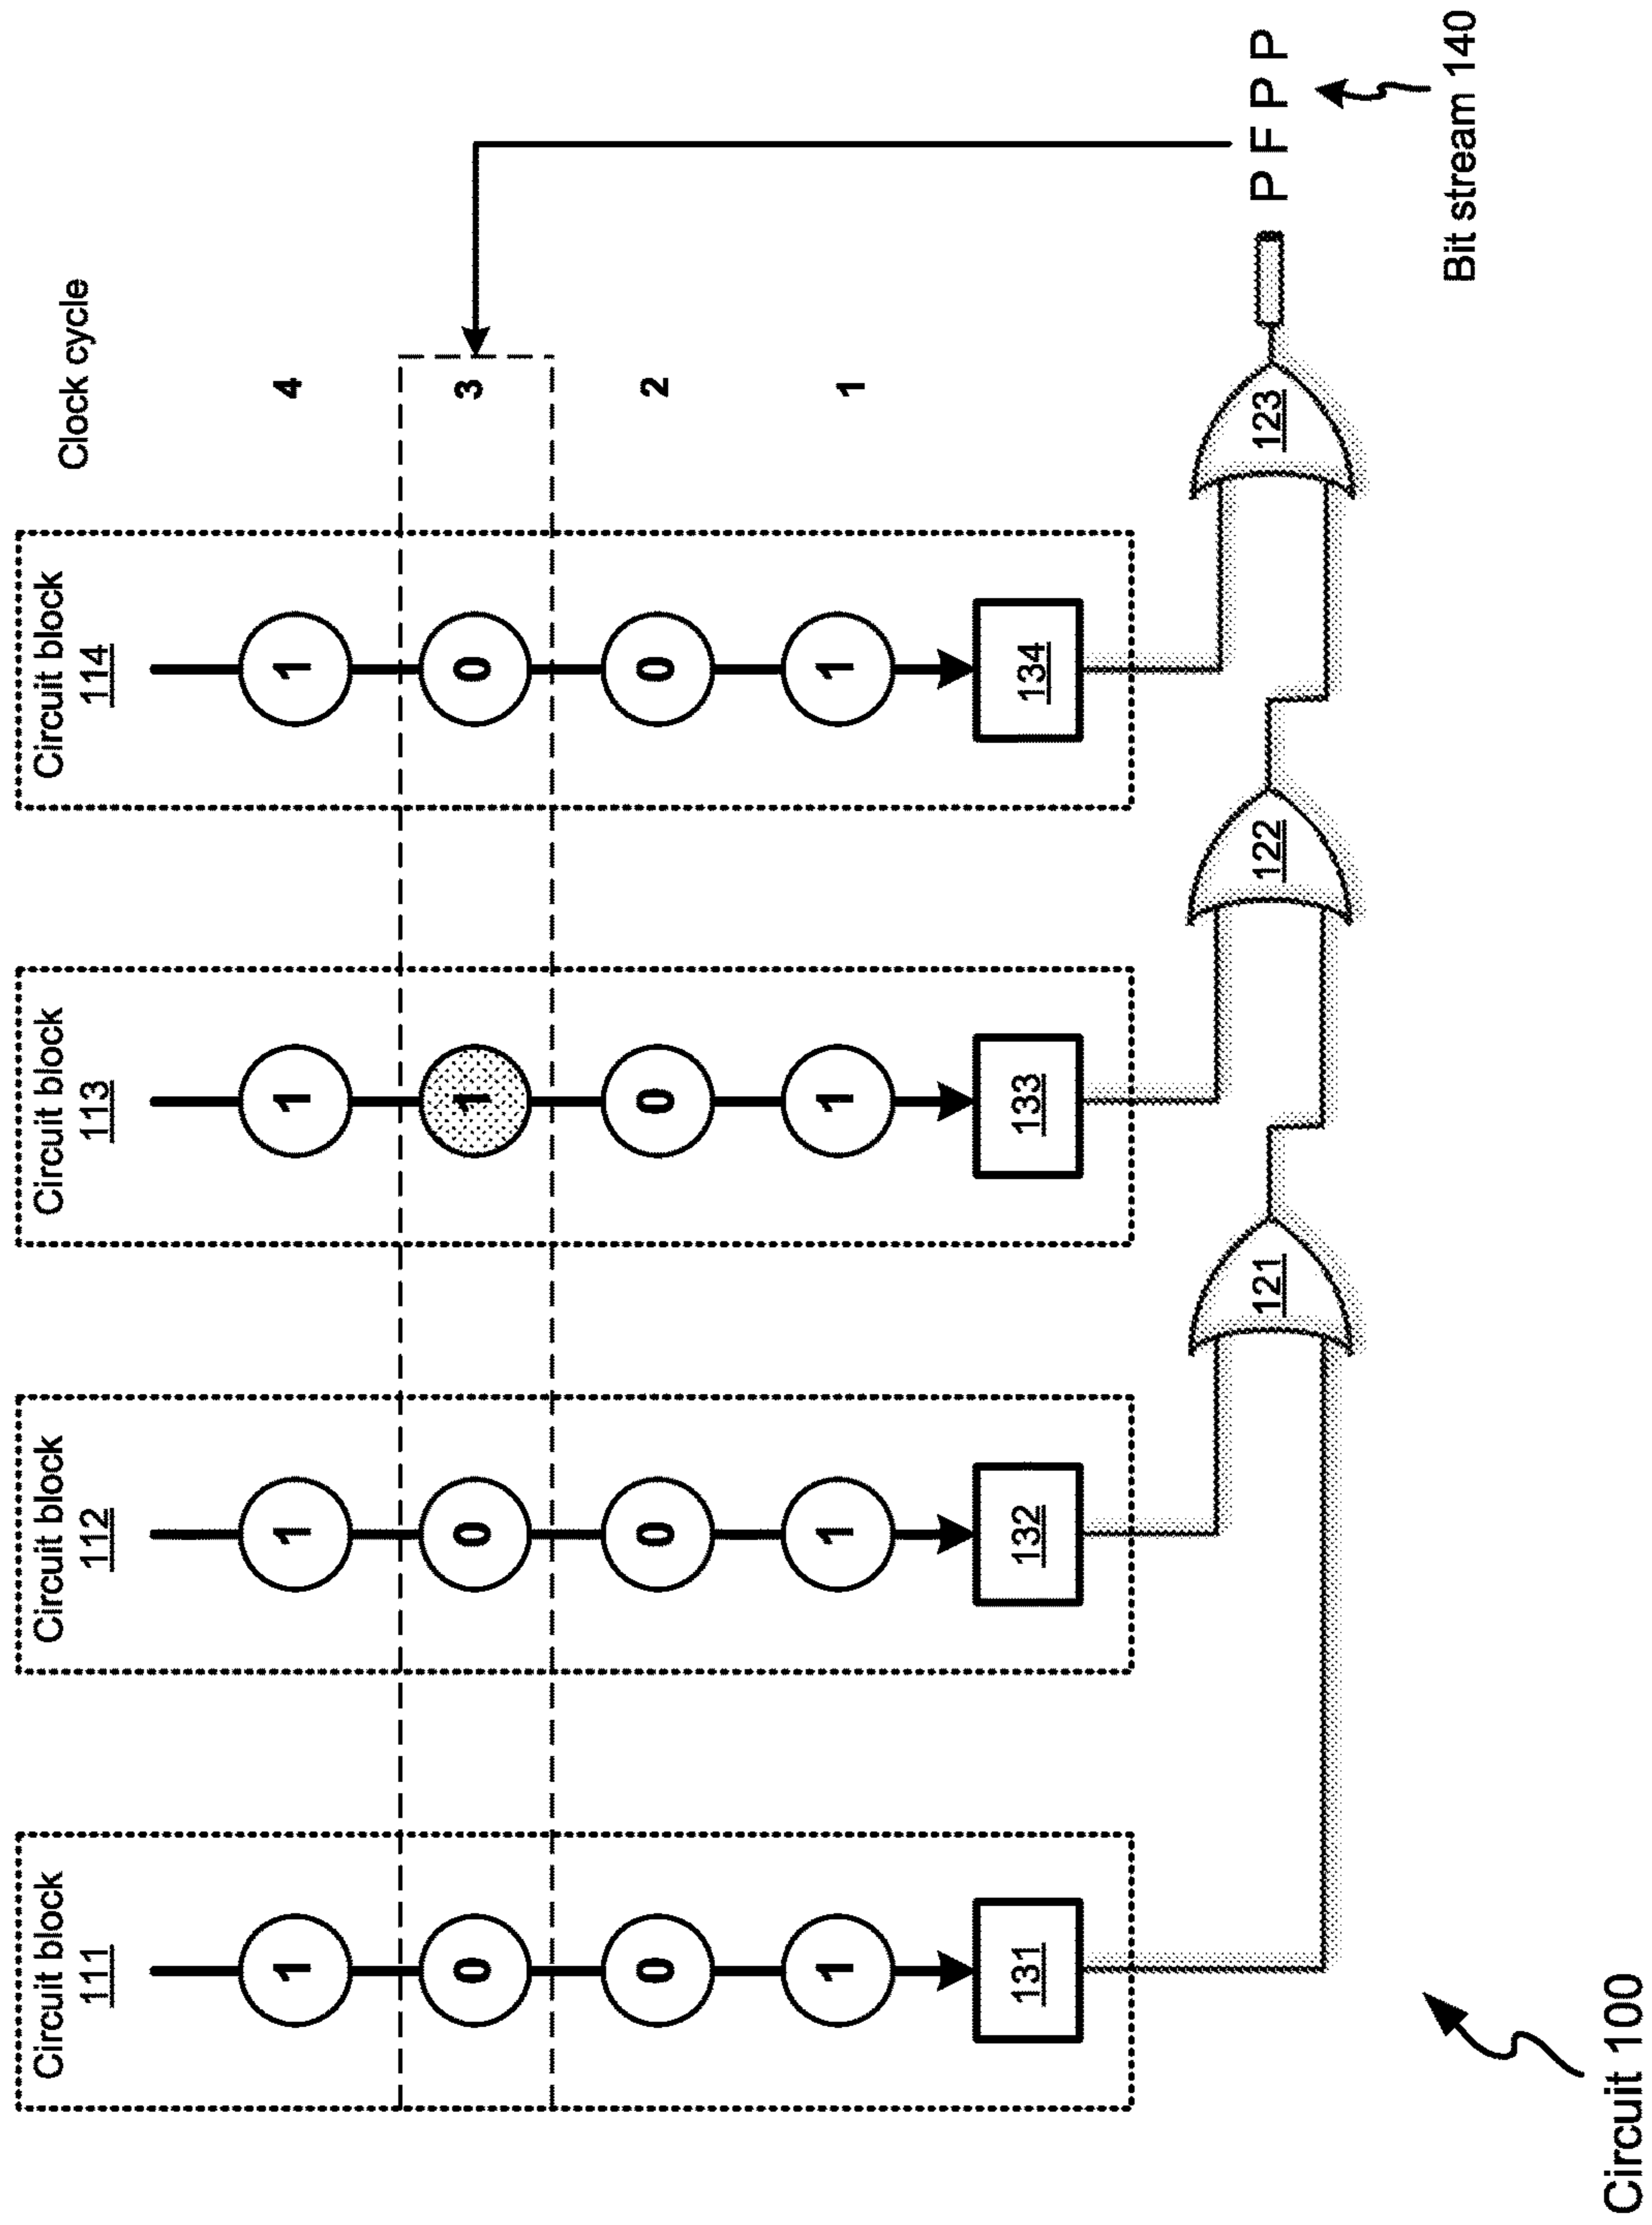 Circuit block
111
Circuit block
112
Circuit block
113
Circuit block
114
Clock cycle
1 1 1 1 4
0 0 1 0 3
0 0 0 0 2
1 1 1 1 1
131 132 133 134
121 122 123 P F P P
Bit stream 140
Circuit 100